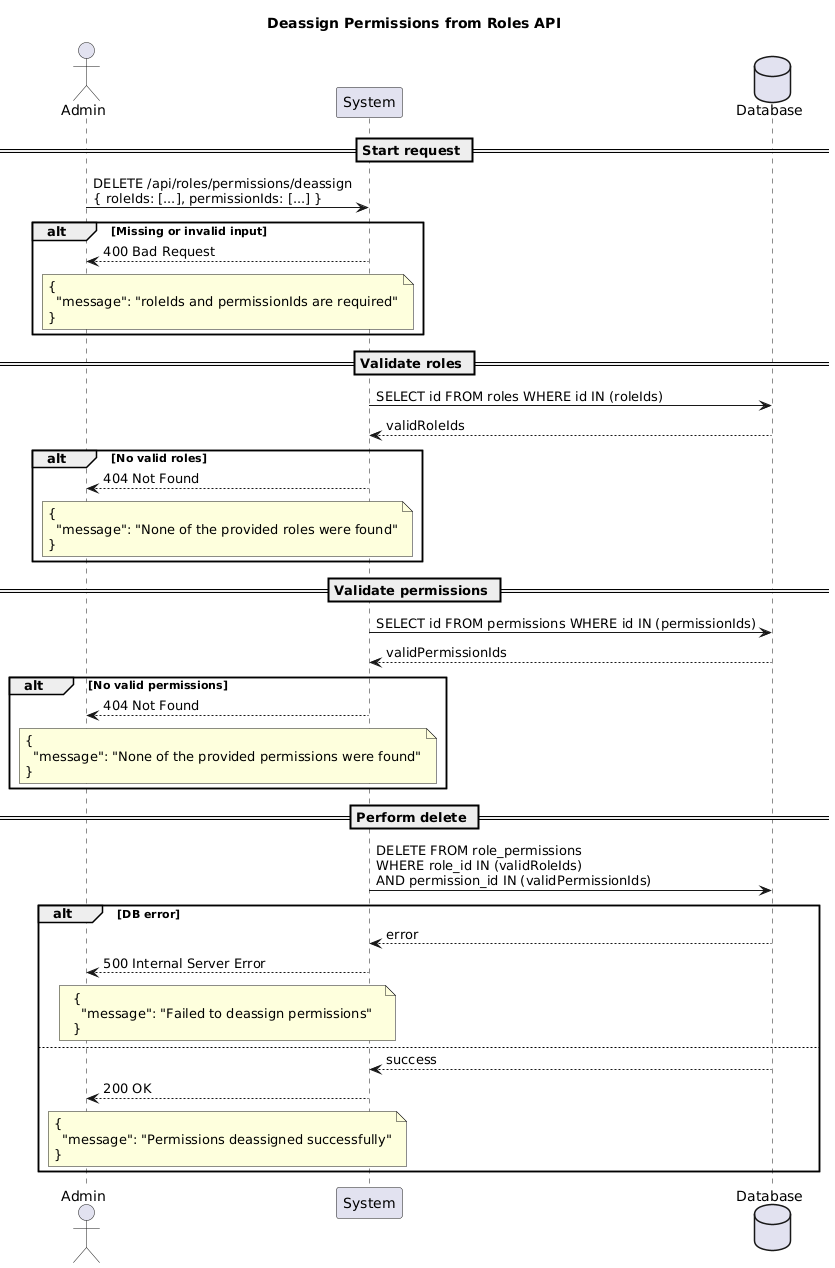 Deassign Permissions from Roles API
Admin
System
Database
Start request
DELETE /api/roles/permissions/deassign
{ roleIds: [...], permissionIds: [...] }
alt [Missing or invalid input]
400 Bad Request
{
"message": "roleIds and permissionIds are required"
}
Validate roles
SELECT id FROM roles WHERE id IN (roleIds)
validRoleIds
alt [No valid roles]
404 Not Found
{
"message": "None of the provided roles were found"
}
Validate permissions
SELECT id FROM permissions WHERE id IN (permissionIds)
validPermissionIds
alt [No valid permissions]
404 Not Found
{
"message": "None of the provided permissions were found"
}
Perform delete
DELETE FROM role_permissions
WHERE role_id IN (validRoleIds)
AND permission_id IN (validPermissionIds)
alt [DB error]
error
500 Internal Server Error
{
"message": "Failed to deassign permissions"
}
success
200 OK
{
"message": "Permissions deassigned successfully"
}
Admin
System
Database